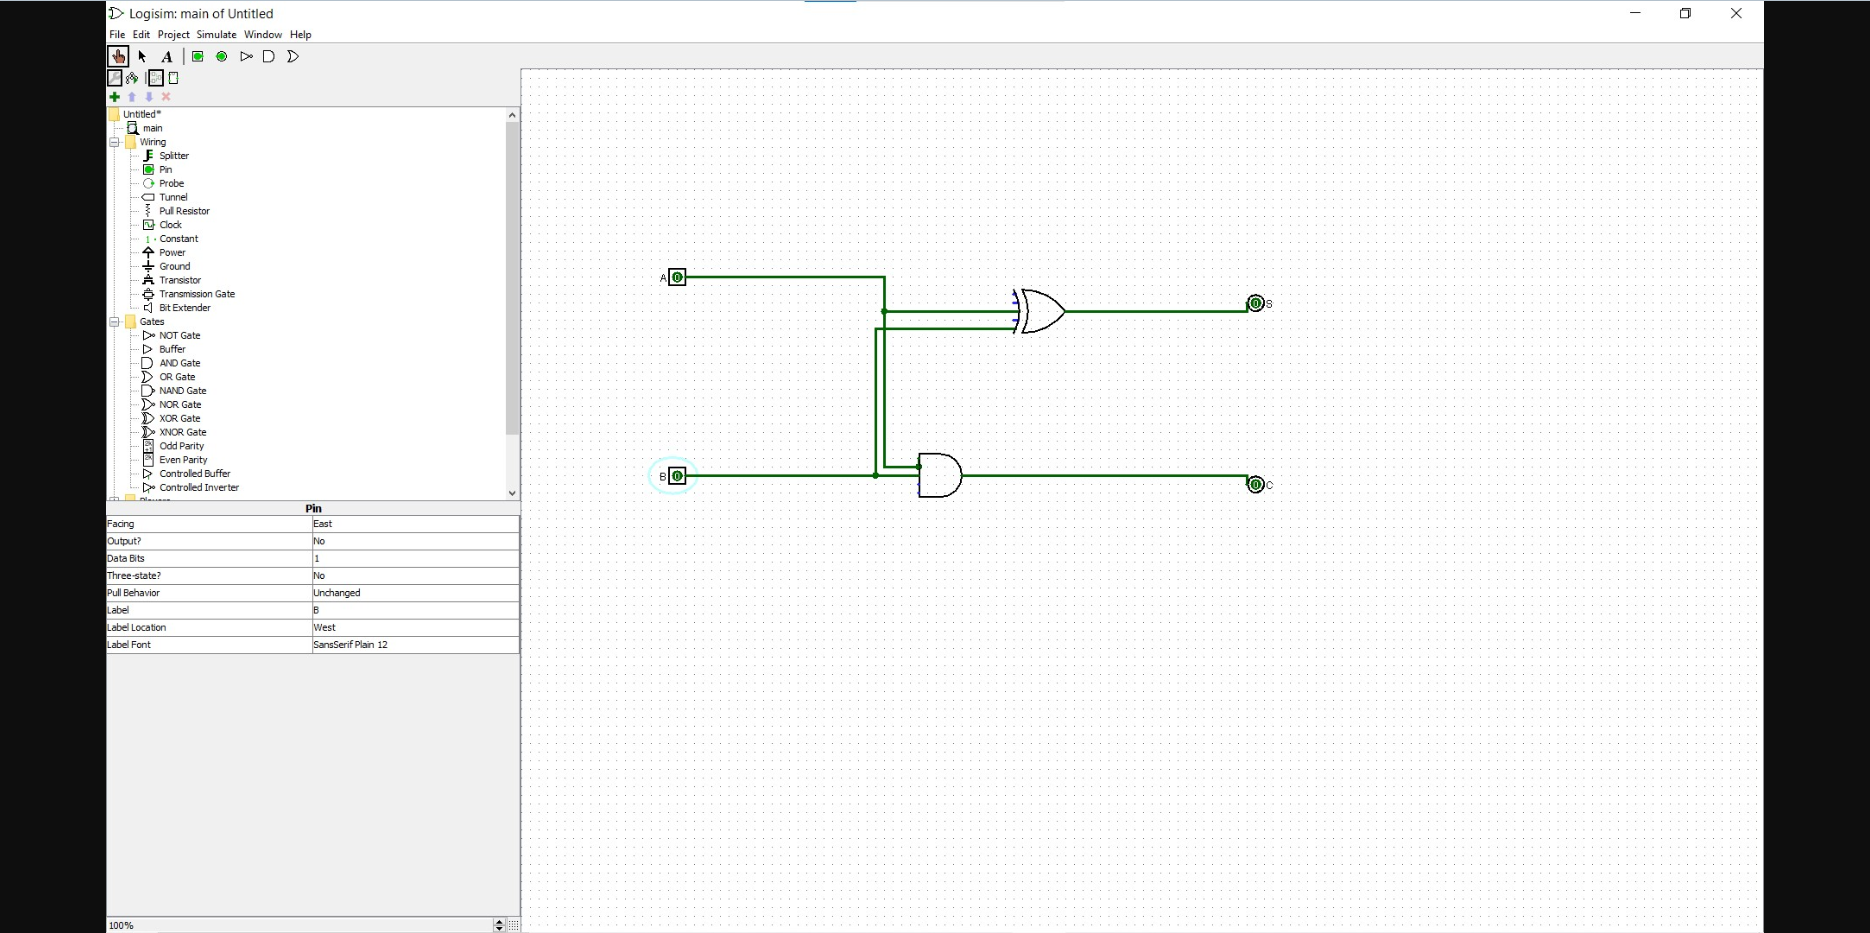 Logisim: main of Untitled
File Edit Project Simulate Window Help
A
Untitled*
main
Wiring
Splitter
Pin
Probe
Tunnel
Pull Resistor
Clock
1 Constant
Power
Ground
Transistor
Transmission Gate
Bit Extender
Gates
NOT Gate
Buffer
AND Gate
OR Gate
NAND Gate
NOR Gate
XOR Gate
XNOR Gate
Odd Parity
Even Parity
Controlled Buffer
Controlled Inverter
Pin
Facing East
Output? No
Data Bits 1
Three-state? No
Pull Behavior Unchanged
Label B
Label Location West
Label Font SansSerif Plain 12
100%
A 0
0 S
B 0
0 C